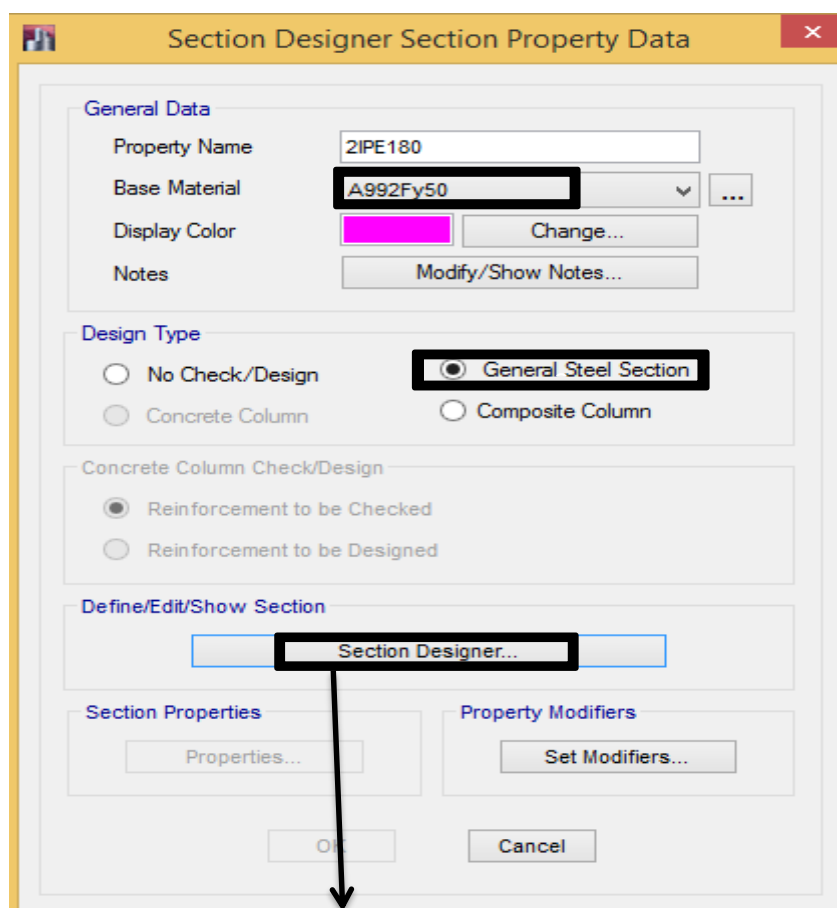 Section Designer Section Property Data
General Data
Property Name 2IPE180
Base Material A992Fy50 ...
Display Color Change...
Notes Modify/Show Notes...
Design Type
No Check/Design General Steel Section
Concrete Column Composite Column
Concrete Column Check/Design
Reinforcement to be Checked
Reinforcement to be Designed
Define/Edit/Show Section
Section Designer...
Section Properties Property Modifiers
Properties... Set Modifiers...
OK Cancel